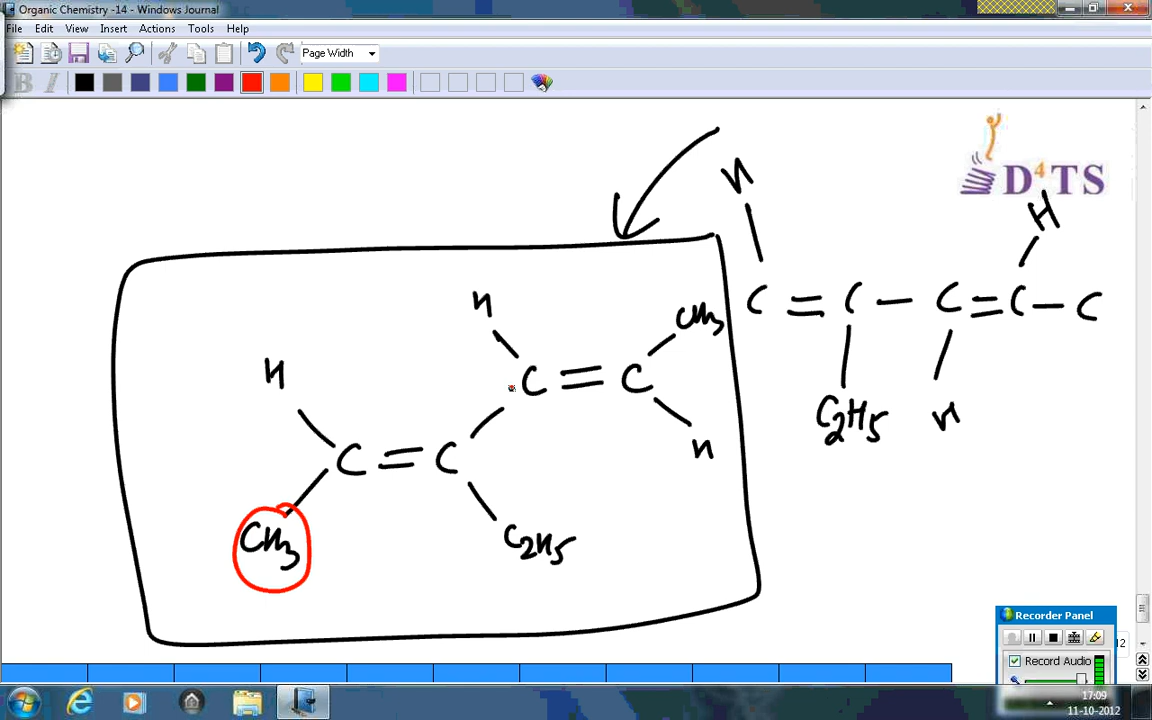 Organic Chemistry -14 - Windows Journal
File Edit View Insert Actions Tools Help
Page Width
B I
D4TS
H
H
C = C - C = C - C
C2H5 H
H CH3
C = C
H
H
C = C
CH3 C2H5
Recorder Panel
Record Audio
12
17:09
11-10-2012